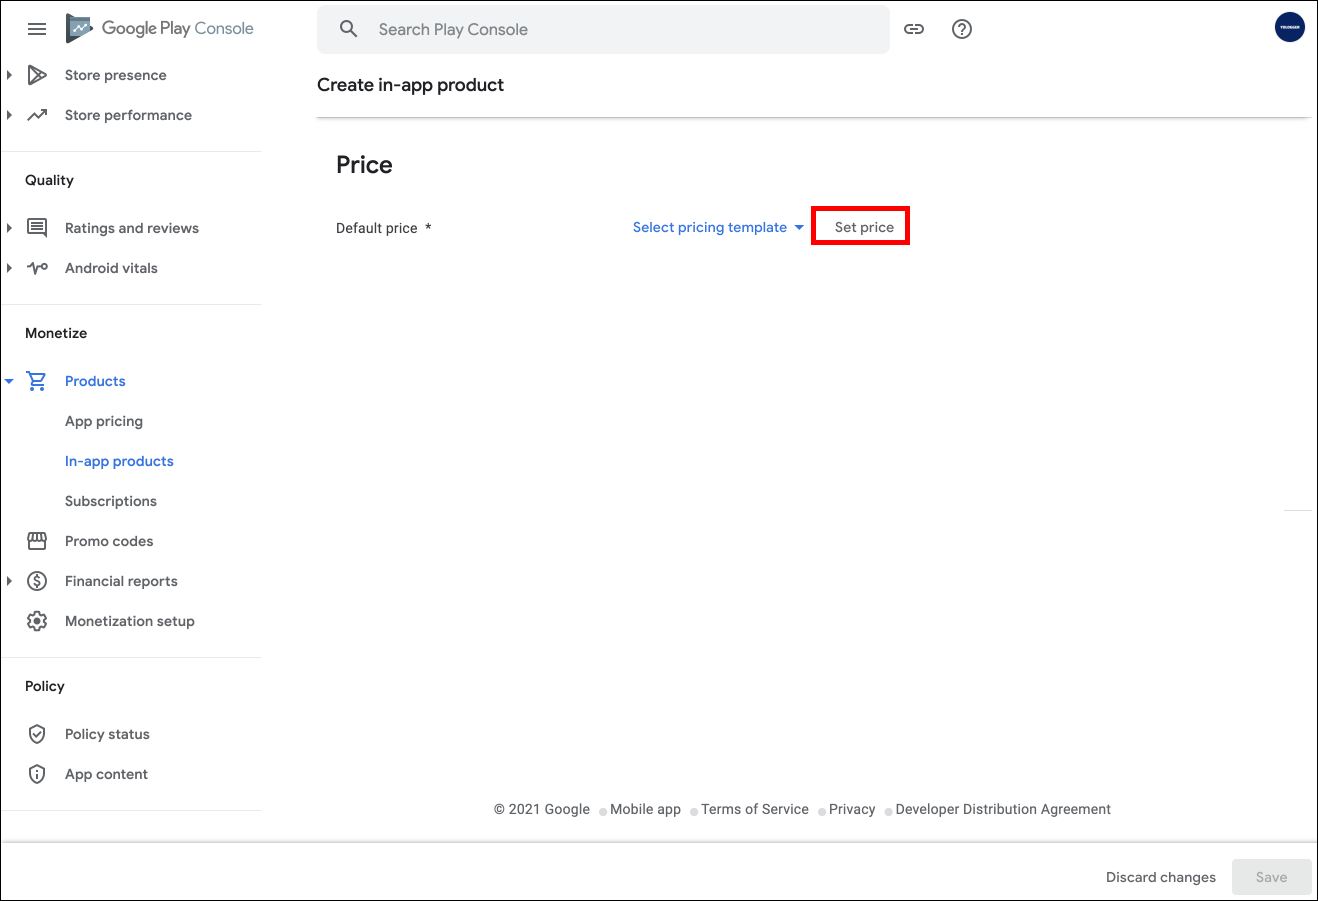 Google Play Console
Search Play Console
Store presence
Store performance
Quality
Ratings and reviews
Android vitals
Monetize
Products
App pricing
In-app products
Subscriptions
Promo codes
Financial reports
Monetization setup
Policy
Policy status
App content
Create in-app product
Price
Default price *
Select pricing template
Set price
© 2021 Google Mobile app Terms of Service Privacy Developer Distribution Agreement
Discard changes
Save